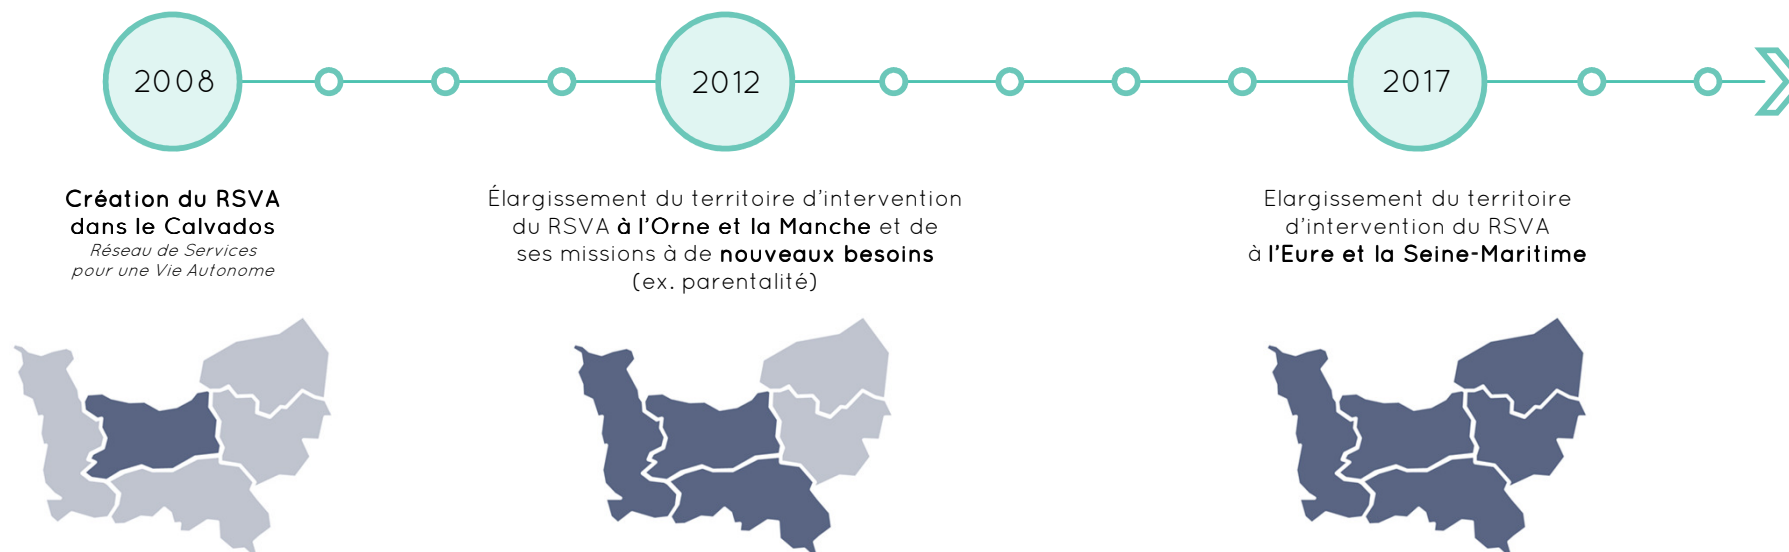 2008
2012
2017
Création du RSVA
dans le Calvados
Réseau de Services
pour une Vie Autonome
Élargissement du territoire d'intervention
du RSVA à l'Orne et la Manche et de
ses missions à de nouveaux besoins
(ex. parentalité)
Elargissement du territoire
d'intervention du RSVA
à l'Eure et la Seine-Maritime